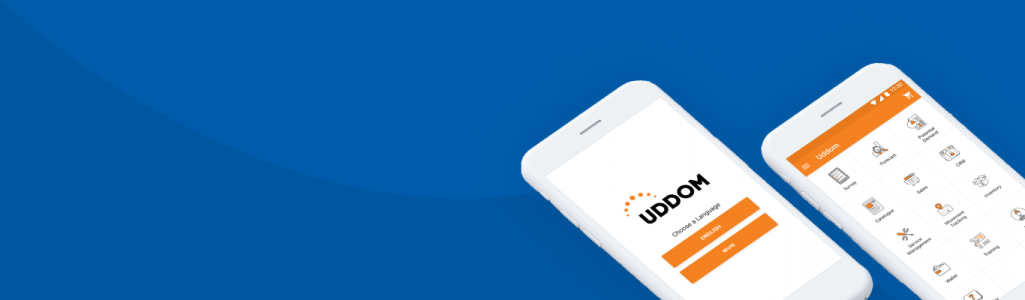 UDDOM
Choose a Language
ENGLISH
12:30
Uddom
Survey
Forecast
Potential
Demand
Catalogue
Sales
CRM
Service
Management
Movement
Tracking
Inventory
Wallet
Training